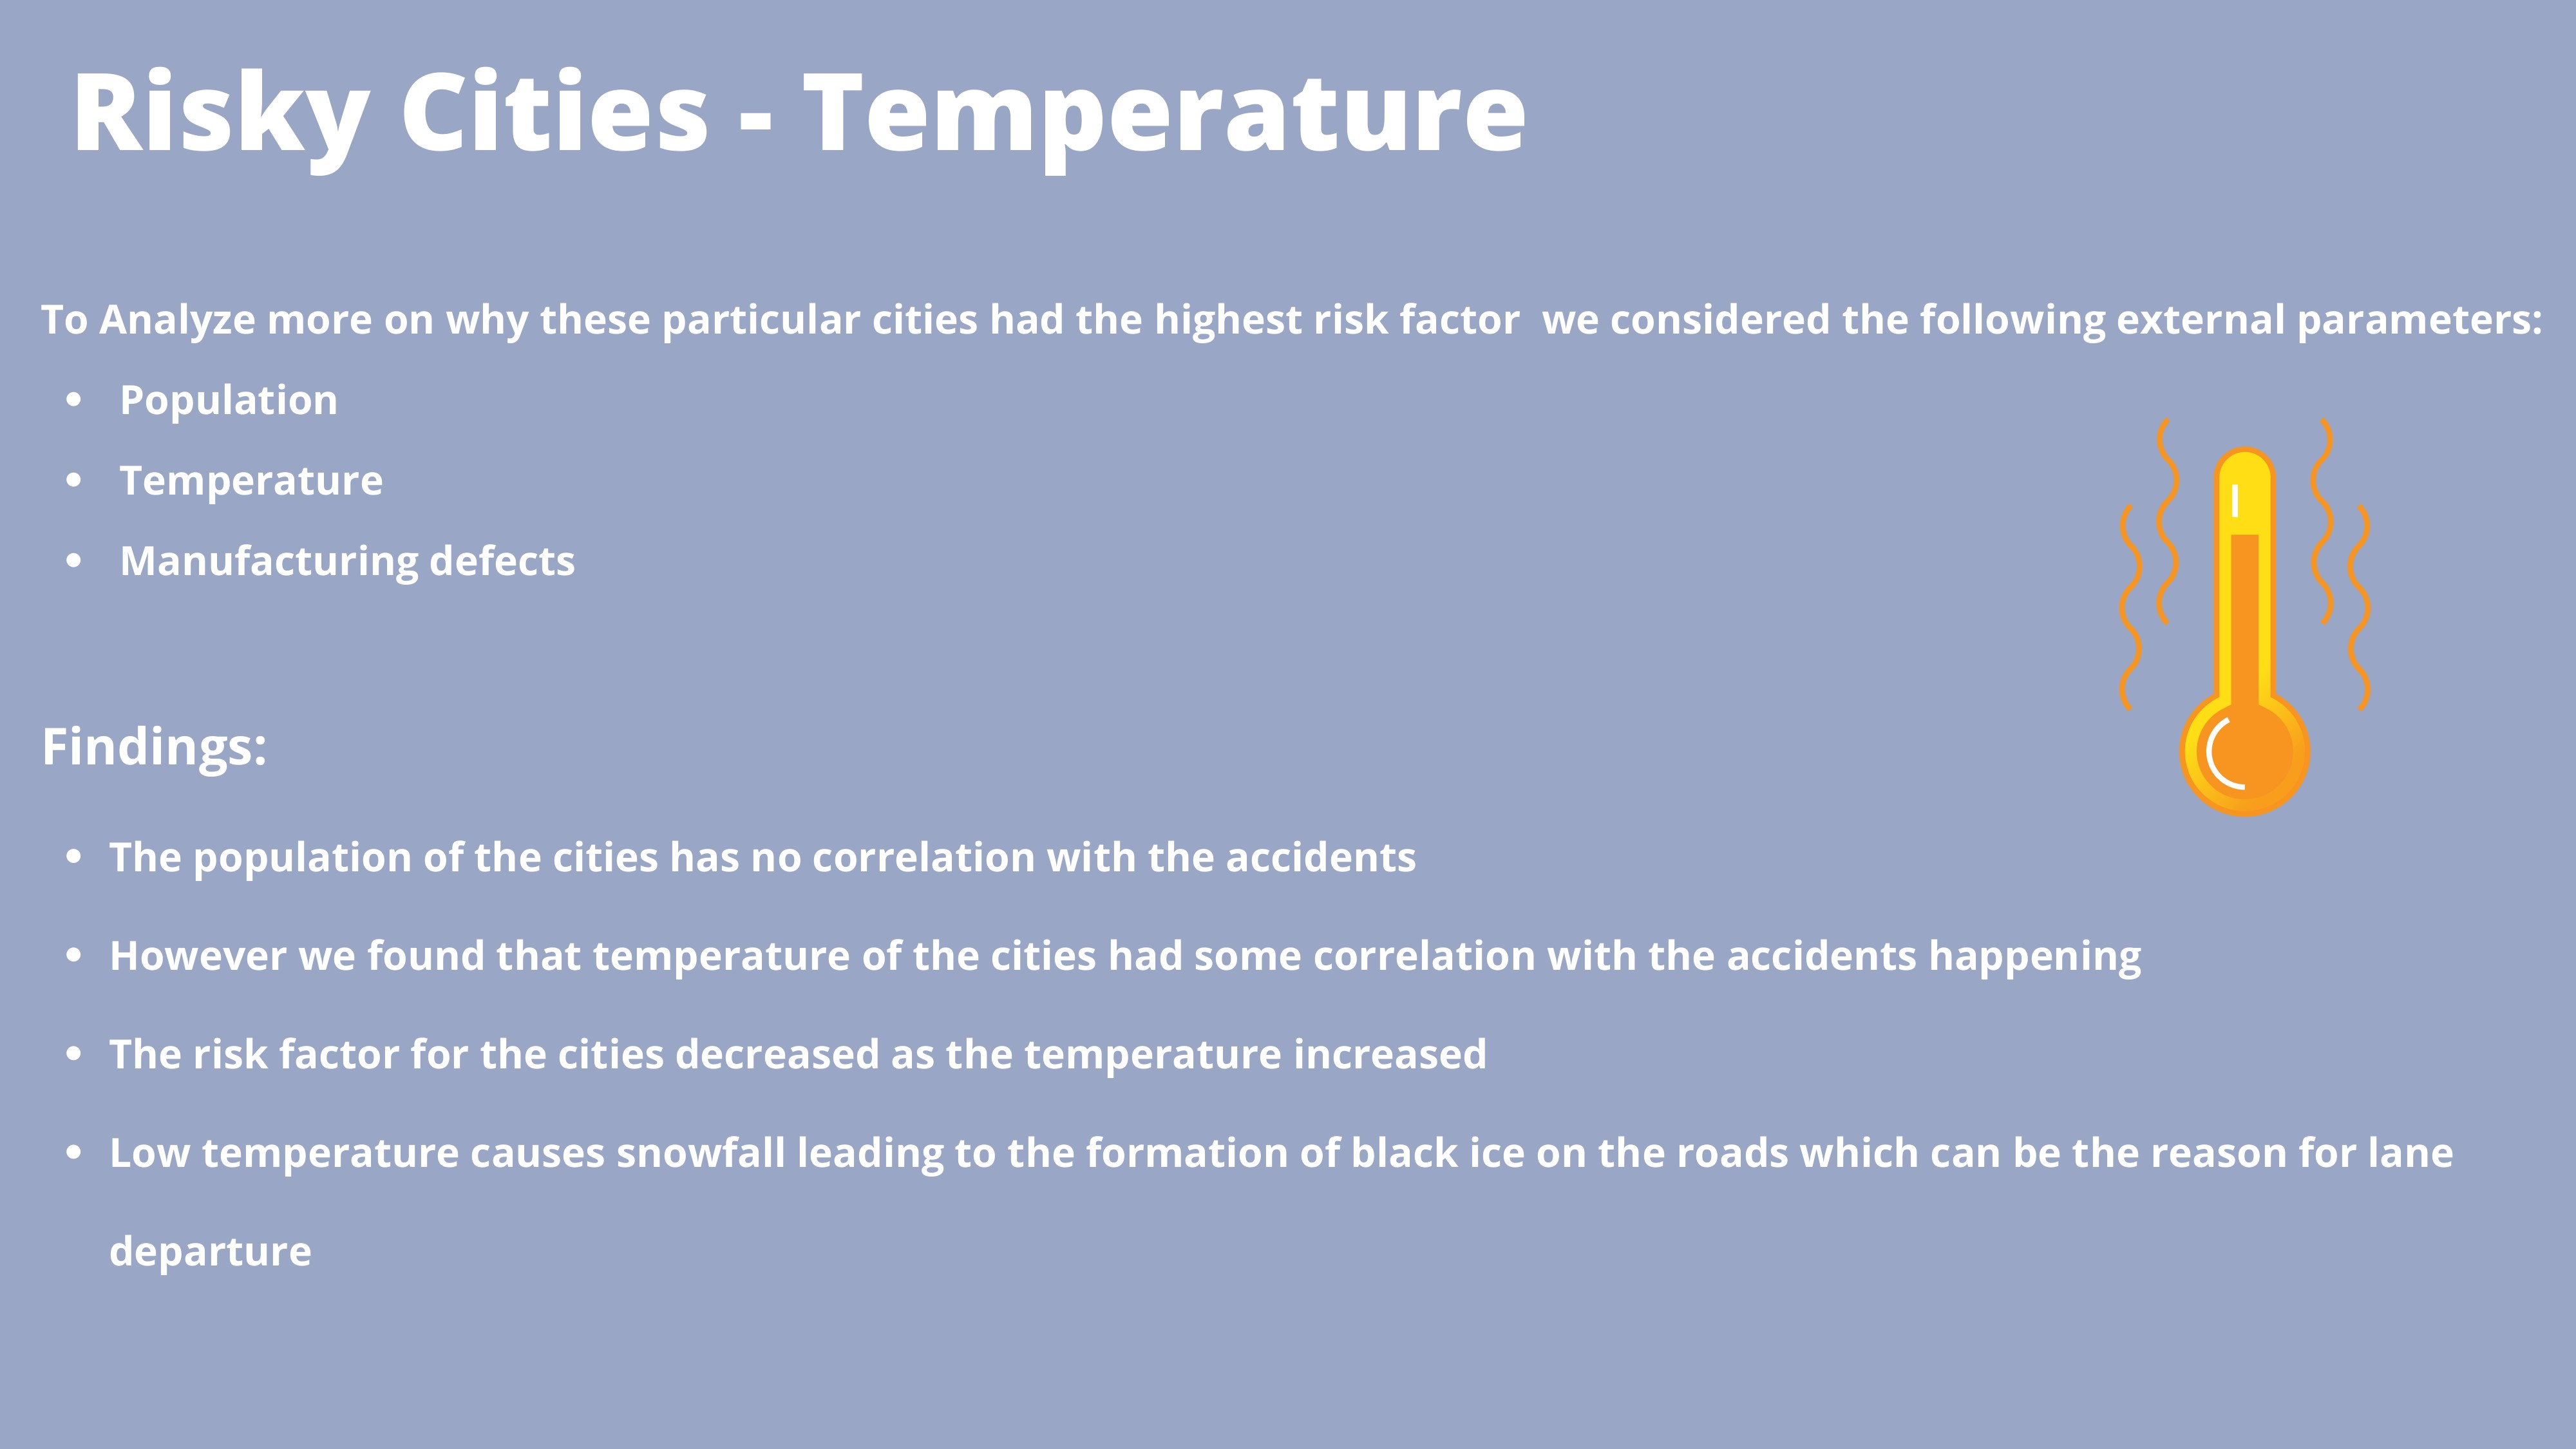 Risky Cities - Temperature
To Analyze more on why these particular cities had the highest risk factor  we considered the following external parameters:
• Population
• Temperature
• Manufacturing defects
Findings:
• The population of the cities has no correlation with the accidents
• However we found that temperature of the cities had some correlation with the accidents happening
• The risk factor for the cities decreased as the temperature increased
• Low temperature causes snowfall leading to the formation of black ice on the roads which can be the reason for lane
departure